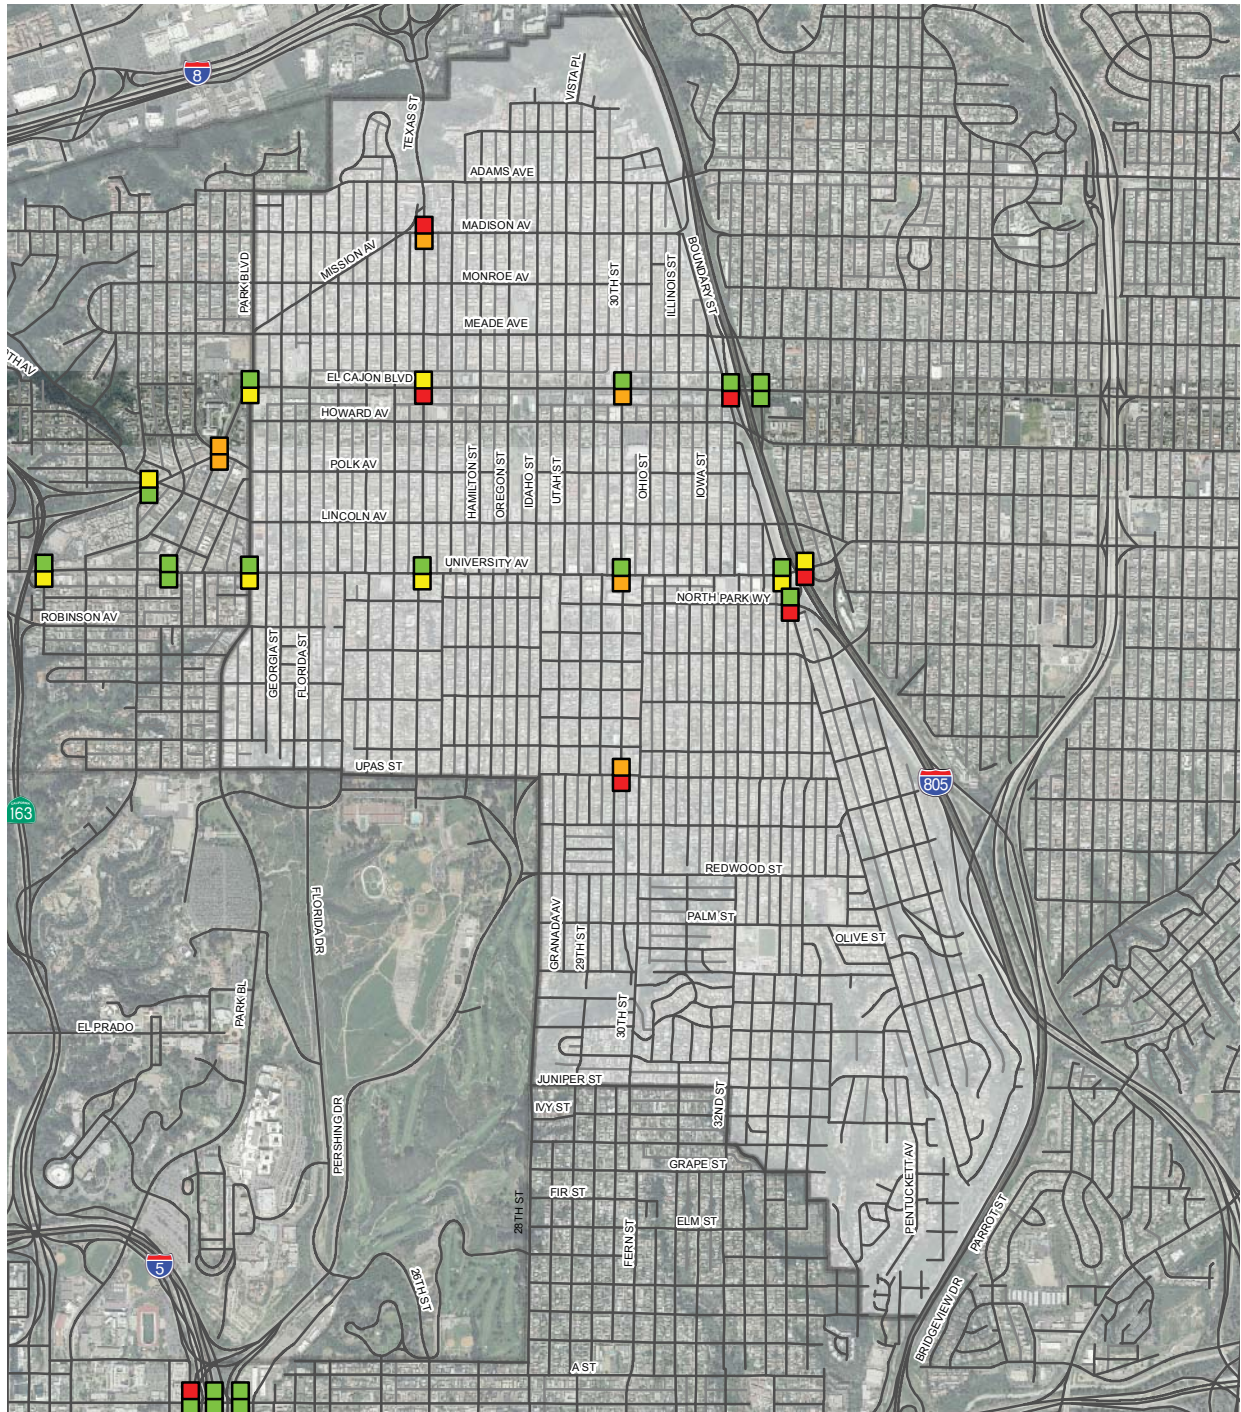 8
VISTA PL
TEXAS ST
ADAMS AVE
MADISON AV
MISSION AV
PARK BLVD
MONROE AV
30TH ST
ILLINOIS ST
BOUNDARY ST
MEADE AVE
TH AV
EL CAJON BLVD
HOWARD AV
POLK AV
HAMILTON ST
OREGON ST
IDAHO ST
UTAH ST
OHIO ST
IOWA ST
LINCOLN AV
UNIVERSITY AV
NORTH PARK WY
ROBINSON AV
GEORGIA ST
FLORIDA ST
UPAS ST
805
163
REDWOOD ST
FLORIDA DR
GRANADA AV
29TH ST
PALM ST
OLIVE ST
PARK BL
30TH ST
EL PRADO
JUNIPER ST
IVY ST
32ND ST
PERSHING DR
GRAPE ST
PENTUCKETT AV
FIR ST
28TH ST
ELM ST
FERN ST
PARROT ST
5
26TH ST
BRIDGEVIEW DR
A ST